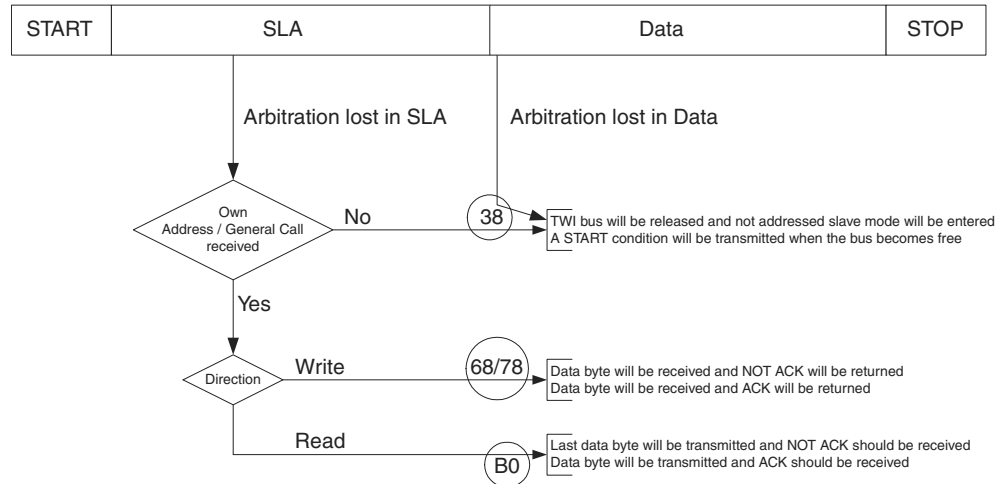 START SLA Data STOP
Arbitration lost in SLA Arbitration lost in Data
Own
Address / General Call
received
No
38
TWI bus will be released and not addressed slave mode will be entered
A START condition will be transmitted when the bus becomes free
Yes
Direction
Write
68/78
Data byte will be received and NOT ACK will be returned
Data byte will be received and ACK will be returned
Read
B0
Last data byte will be transmitted and NOT ACK should be received
Data byte will be transmitted and ACK should be received